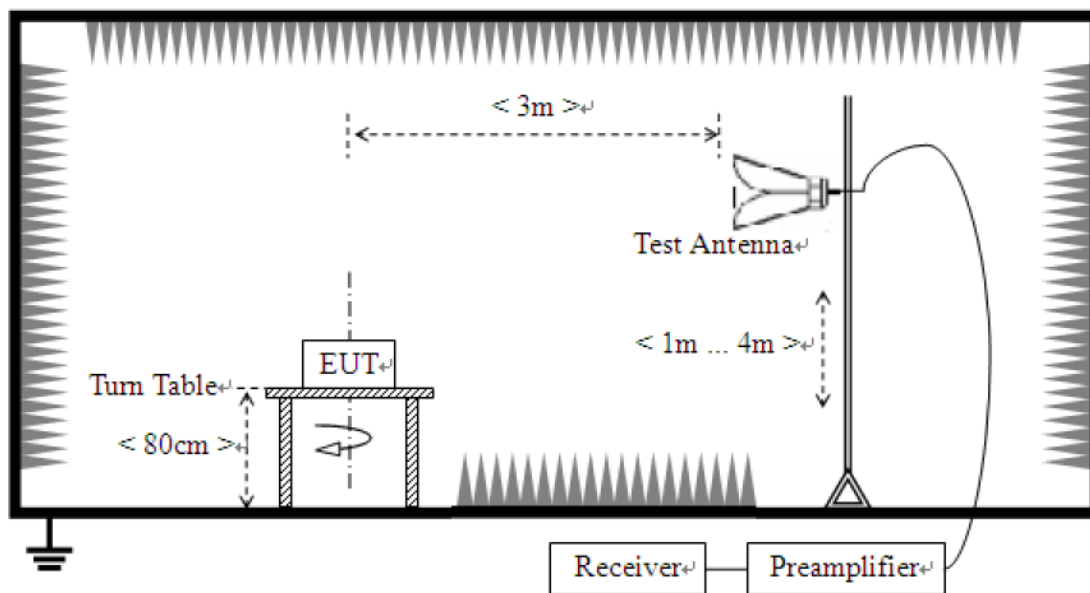 < 3m >↵
Test Antenna↵
< 1m ... 4m >↵
EUT↵
Turn Table↵
< 80cm >↵
Receiver↵
Preamplifier↵